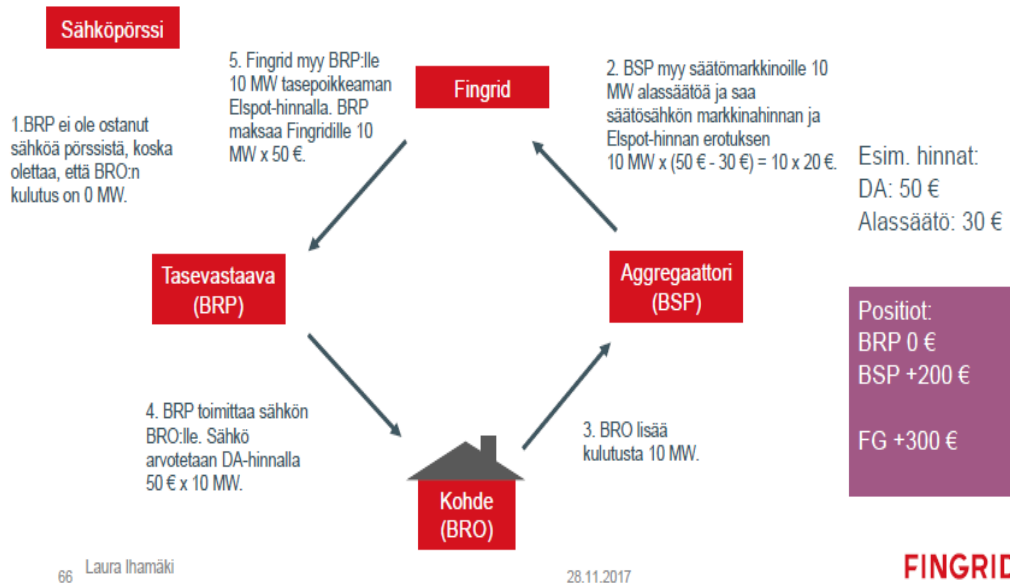 Sähköpörssi
1.BRP ei ole ostanut
sähköä pörssistä, koska
olettaa, että BRO:n
kulutus on 0 MW.
5. Fingrid myy BRP:lle
10 MW tasepoikkeaman
Elspot-hinnalla. BRP
maksaa Fingridille 10
MW x 50 €.
Fingrid
2. BSP myy säätömarkkinoille 10
MW alassäätöä ja saa
säätösähkön markkinahinnan ja
Elspot-hinnan erotuksen
10 MW x (50 € - 30 €) = 10 x 20 €.
Esim. hinnat:
DA: 50 €
Alassäätö: 30 €
Tasevastaava
(BRP)
Aggregaattori
(BSP)
Positiot:
BRP 0 €
BSP +200 €
FG +300 €
4. BRP toimittaa sähkön
BRO:lle. Sähkö
arvotetaan DA-hinnalla
50 € x 10 MW.
3. BRO lisää
kulutusta 10 MW.
Kohde
(BRO)
66 Laura Ihamäki
28.11.2017
FINGRID